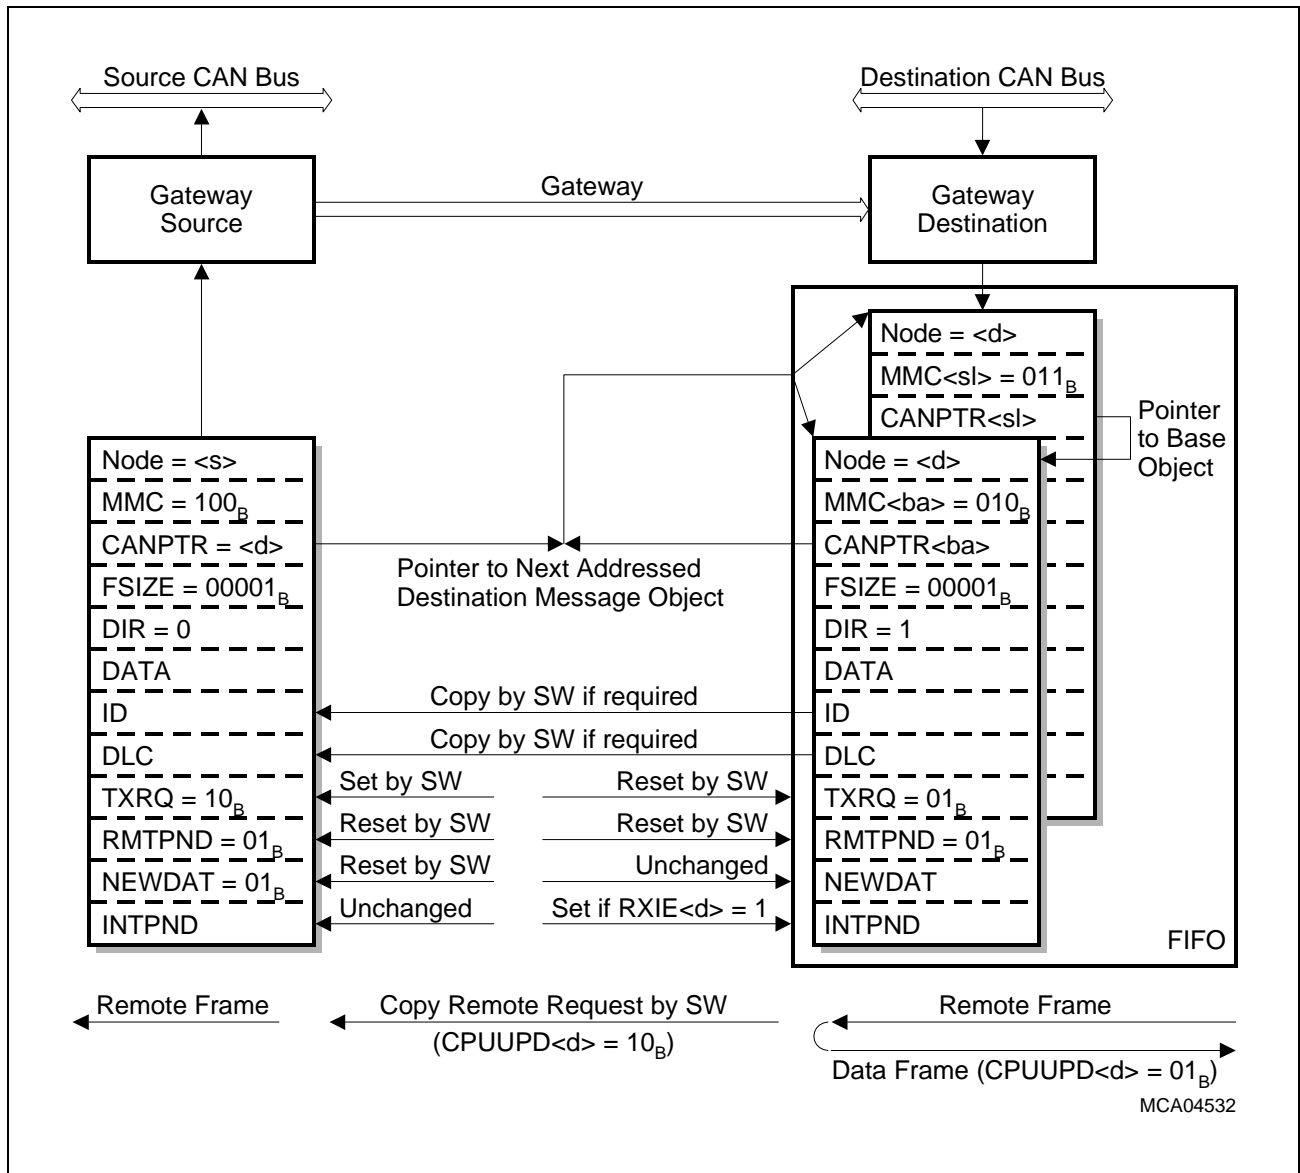 Source CAN Bus
Destination CAN Bus
Gateway
Source
Gateway
Gateway
Destination
Node = <d>
MMC<sl> = 011B
CANPTR<sl>
Pointer
to Base
Object
Node = <s>
MMC = 100B
CANPTR = <d>
FSIZE = 00001B
DIR = 0
DATA
ID
DLC
TXRQ = 10B
RMTPND = 01B
NEWDAT = 01B
INTPND
Pointer to Next Addressed
Destination Message Object
Copy by SW if required
Copy by SW if required
Set by SW
Reset by SW
Reset by SW
Reset by SW
Reset by SW
Unchanged
Unchanged
Set if RXIE<d> = 1
Node = <d>
MMC<ba> = 010B
CANPTR<ba>
FSIZE = 00001B
DIR = 1
DATA
ID
DLC
TXRQ = 01B
RMTPND = 01B
NEWDAT
INTPND
FIFO
Remote Frame
Copy Remote Request by SW
(CPUUPD<d> = 10B)
Remote Frame
Data Frame (CPUUPD<d> = 01B)
MCA04532